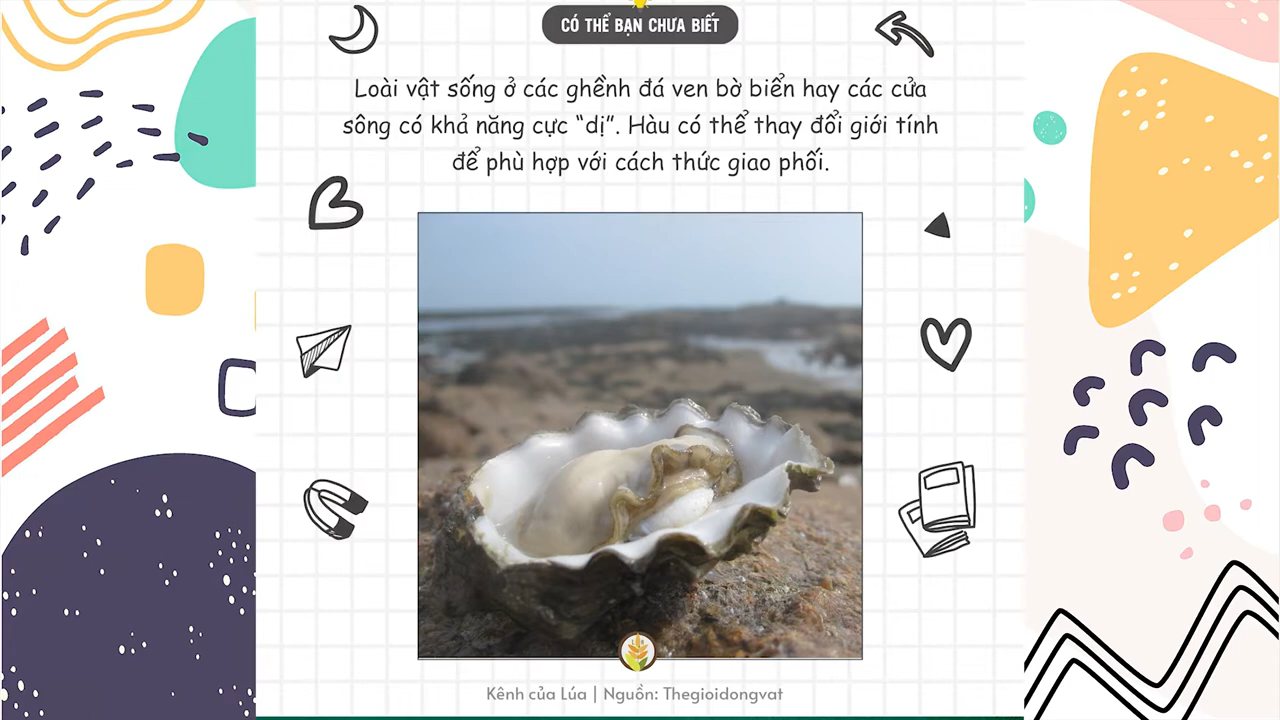 CÓ THỂ BẠN CHƯA BIẾT
Loài vật sống ở các ghềnh đá ven bờ biển hay các cửa
sông có khả năng cực “dị”. Hàu có thể thay đổi giới tính
để phù hợp với cách thức giao phối.
Kênh của Lúa | Nguồn: Thegioidongvat